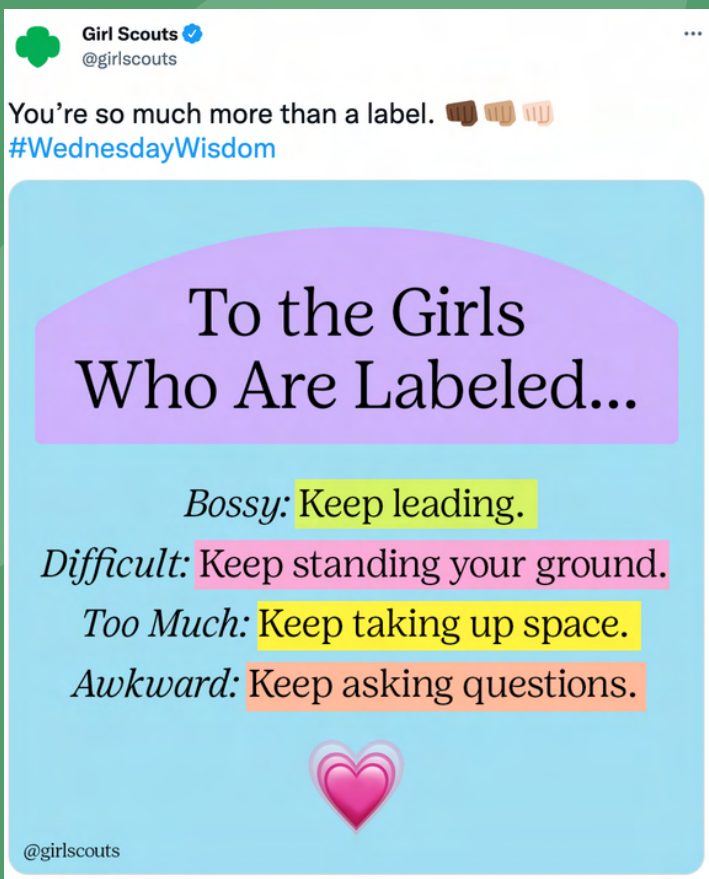 Girl Scouts
@girlscouts
You’re so much more than a label. 👊🏿👊🏽👊🏻
#WednesdayWisdom
To the Girls
Who Are Labeled...
Bossy: Keep leading.
Difficult: Keep standing your ground.
Too Much: Keep taking up space.
Awkward: Keep asking questions.
@girlscouts